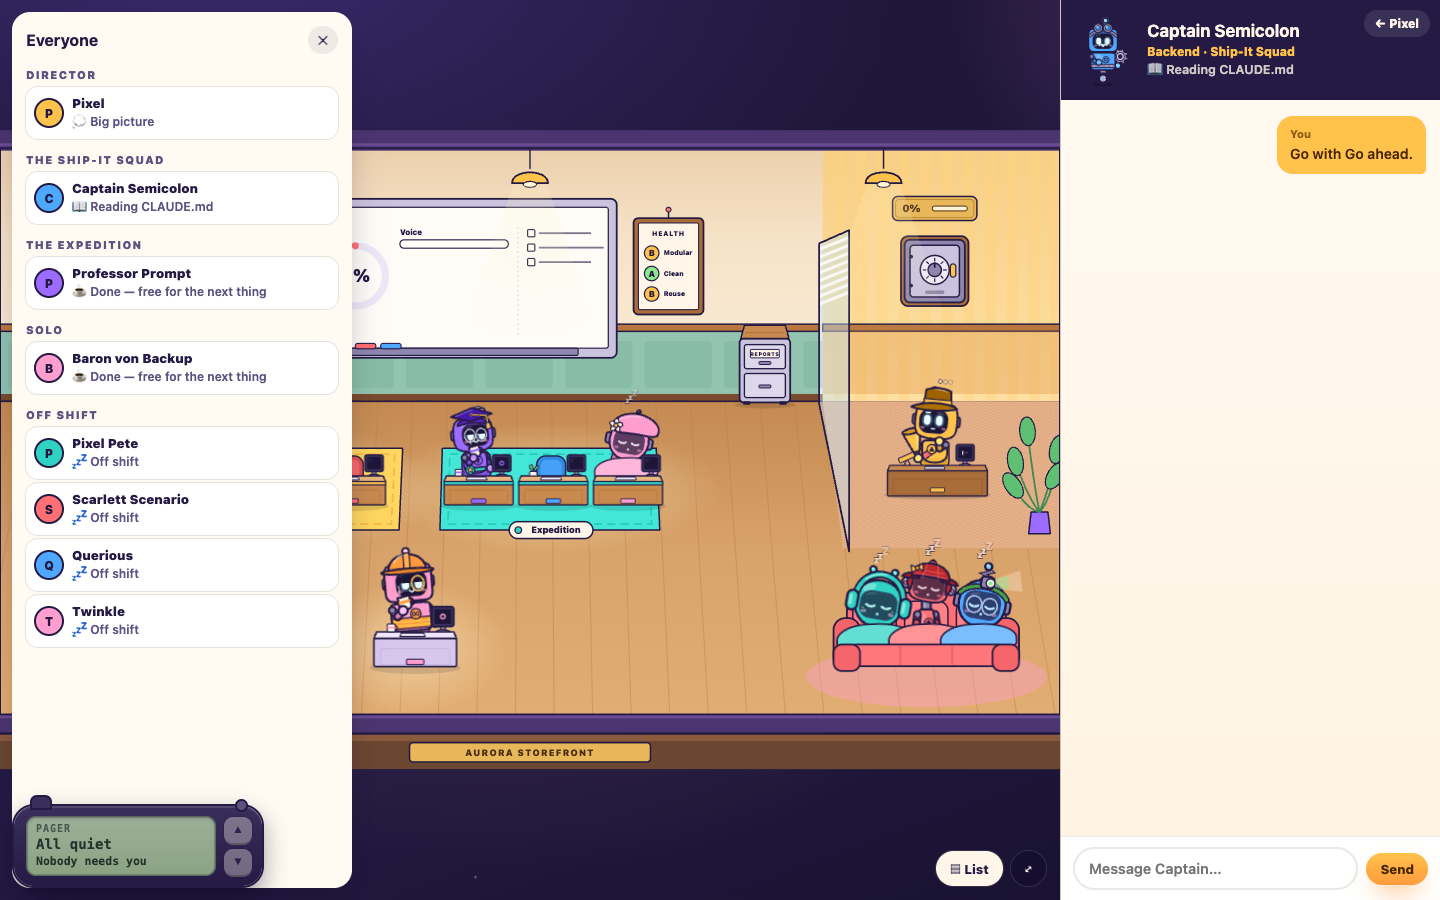 Everyone
✕
DIRECTOR
P
Pixel
💭 Big picture
THE SHIP-IT SQUAD
C
Captain Semicolon
📖 Reading CLAUDE.md
THE EXPEDITION
P
Professor Prompt
☕ Done — free for the next thing
SOLO
B
Baron von Backup
☕ Done — free for the next thing
OFF SHIFT
P
Pixel Pete
💤 Off shift
S
Scarlett Scenario
💤 Off shift
Q
Querious
💤 Off shift
T
Twinkle
💤 Off shift
PAGER
All quiet
Nobody needs you
▲
▼
%
Voice
HEALTH
B Modular
A Clean
B Reuse
0%
REPORTS
Expedition
AURORA STOREFRONT
List
Captain Semicolon
Backend · Ship-It Squad
📖 Reading CLAUDE.md
← Pixel
You
Go with Go ahead.
Message Captain...
Send